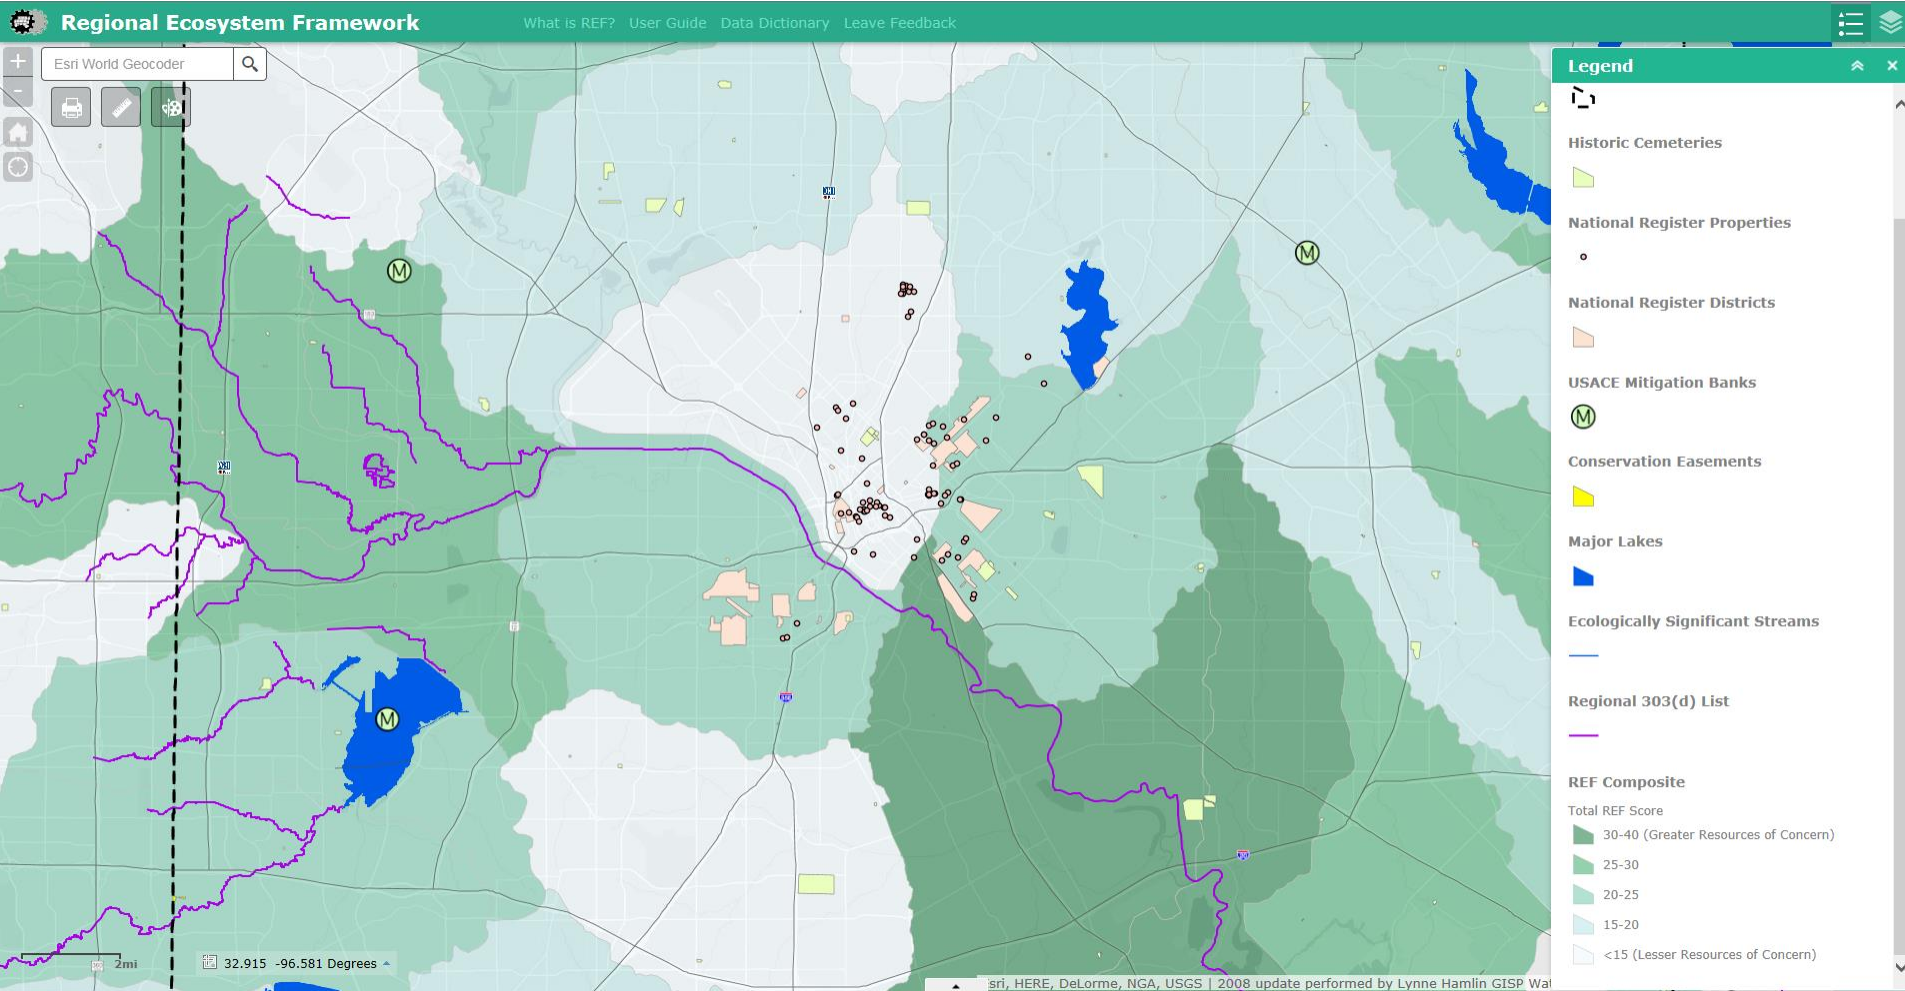 Regional Ecosystem Framework
What is REF? User Guide Data Dictionary Leave Feedback
+
Esri World Geocoder
-
M
M
M
2mi
32.915 -96.581 Degrees
sri, HERE, DeLorme, NGA, USGS | 2008 update performed by Lynne Hamlin GISP Wat
Legend
Historic Cemeteries
National Register Properties
National Register Districts
USACE Mitigation Banks
M
Conservation Easements
Major Lakes
Ecologically Significant Streams
Regional 303(d) List
REF Composite
Total REF Score
30-40 (Greater Resources of Concern)
25-30
20-25
15-20
<15 (Lesser Resources of Concern)